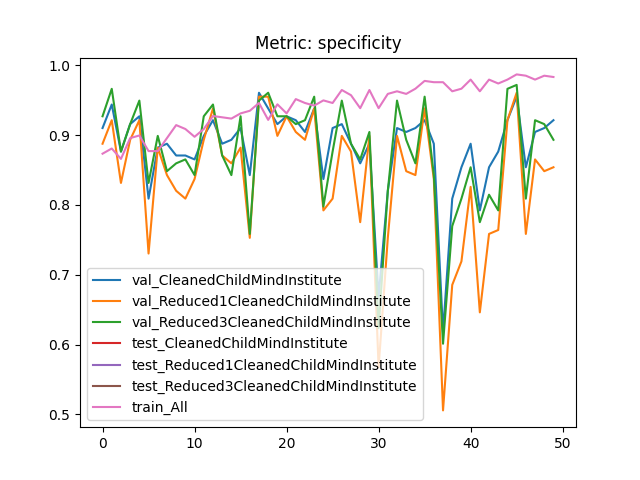 Metric: specificity
1.0
0.9
0.8
0.7
0.6
0.5
val_CleanedChildMindInstitute
val_Reduced1CleanedChildMindInstitute
val_Reduced3CleanedChildMindInstitute
test_CleanedChildMindInstitute
test_Reduced1CleanedChildMindInstitute
test_Reduced3CleanedChildMindInstitute
train_All
0 10 20 30 40 50